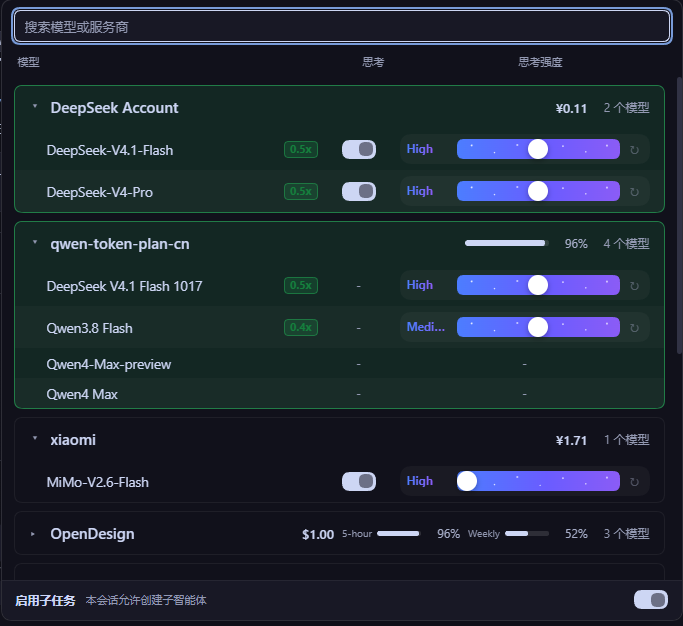 搜索模型或服务商
模型 思考 思考强度
DeepSeek Account ¥0.11 2 个模型
DeepSeek-V4.1-Flash 0.5x High
DeepSeek-V4-Pro 0.5x High
qwen-token-plan-cn 96% 4 个模型
DeepSeek V4.1 Flash 1017 0.5x - High
Qwen3.8 Flash 0.4x - Medi...
Qwen4-Max-preview - -
Qwen4 Max - -
xiaomi ¥1.71 1 个模型
MiMo-V2.6-Flash High
OpenDesign $1.00 5-hour 96% Weekly 52% 3 个模型
启用子任务 本会话允许创建子智能体